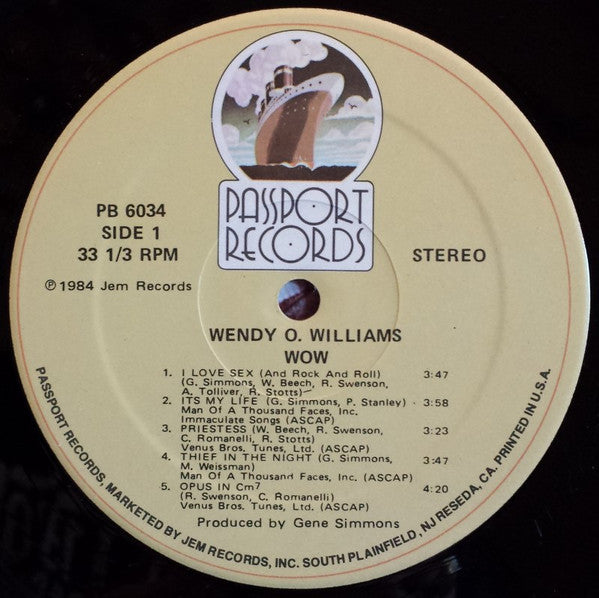 PASSPORT
RECORDS
PB 6034
SIDE 1
33 1/3 RPM
STEREO
℗ 1984 Jem Records
WENDY O. WILLIAMS
WOW
1. I LOVE SEX (And Rock And Roll) 3:47
(G. Simmons, W. Beech, R. Swenson,
A. Tolliver, R. Stotts)
2. ITS MY LIFE (G. Simmons, P. Stanley) · 3:58
Man Of A Thousand Faces, Inc.
Immaculate Songs (ASCAP)
3. PRIESTESS (W. Beech, R. Swenson, 3:23
C. Romanelli, R. Stotts)
Venus Bros. Tunes, Ltd. (ASCAP)
4. THIEF IN THE NIGHT (G. Simmons, 3:47
M. Weissman)
Man Of A Thousand Faces, Inc. (ASCAP)
5. OPUS IN Cm7 4:20
(R. Swenson, C. Romanelli)
Venus Bros. Tunes, Ltd. (ASCAP)
Produced by Gene Simmons
PASSPORT RECORDS, MARKETED BY JEM RECORDS, INC. SOUTH PLAINFIELD, NJ RESEDA, CA. PRINTED IN U.S.A.